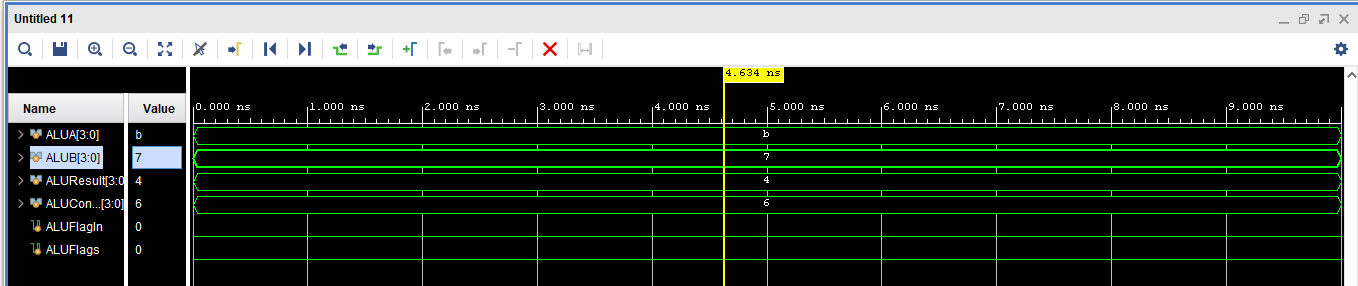 Untitled 11
4.634 ns
Name Value 0.000 ns 1.000 ns 2.000 ns 3.000 ns 4.000 ns 5.000 ns 6.000 ns 7.000 ns 8.000 ns 9.000 ns
ALUA[3:0] b b
ALUB[3:0] 7 7
ALUResult[3:0 4 4
ALUCon...[3:0] 6 6
ALUFlagIn 0
ALUFlags 0